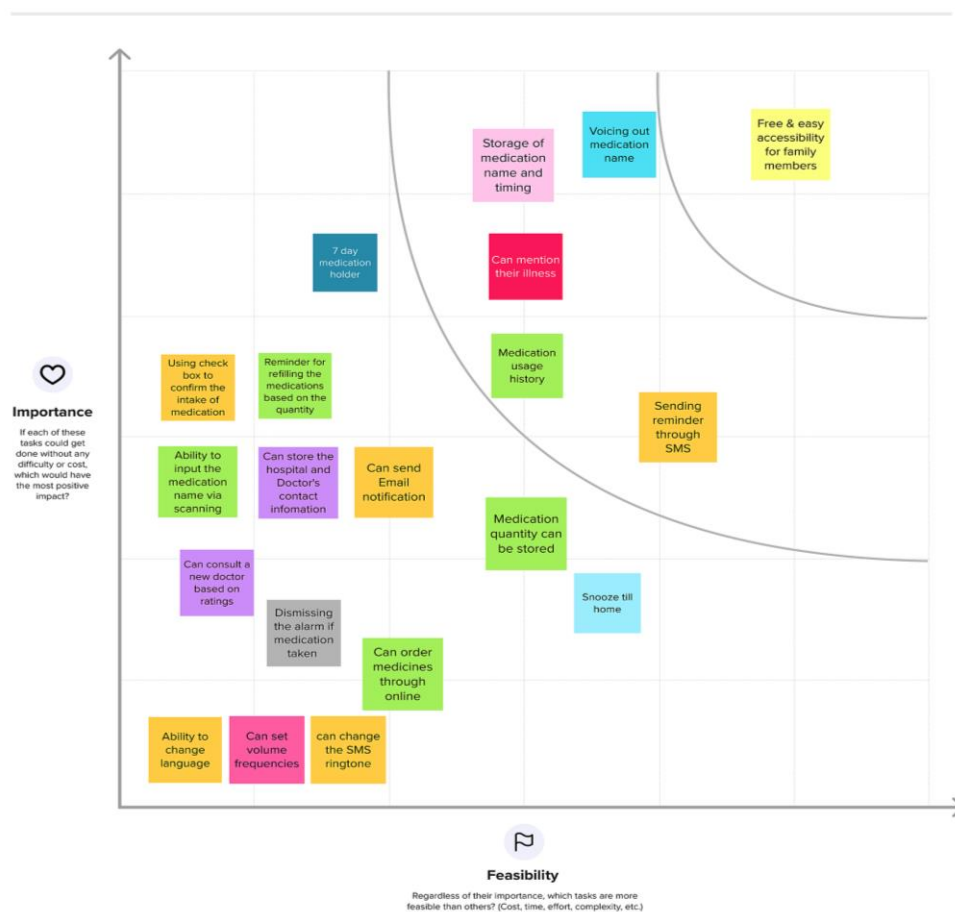 Free & easy
accessibility
for family
members
Voicing out
medication
name
Storage of
medication
name and
timing
7 day
medication
holder
Can mention
their illness
Medication
usage
history
Using check
box to
confirm the
intake of
medication
Reminder for
refilling the
medications
based on the
quantity
Sending
reminder
through
SMS
Importance
If each of these
tasks could get
done without any
difficulty or cost,
which would have
the most positive
impact?
Ability to
input the
medication
name via
scanning
Can store the
hospital and
Doctor's
contact
infomation
Can send
Email
notification
Medication
quantity can
be stored
Can consult a
new doctor
based on
ratings
Snooze till
home
Dismissing
the alarm if
medication
taken
Can order
medicines
through
online
Ability to
change
language
Can set
volume
frequencies
can change
the SMS
ringtone
Feasibility
Regardless of their importance, which tasks are more
feasible than others? (Cost, time, effort, complexity, etc.)